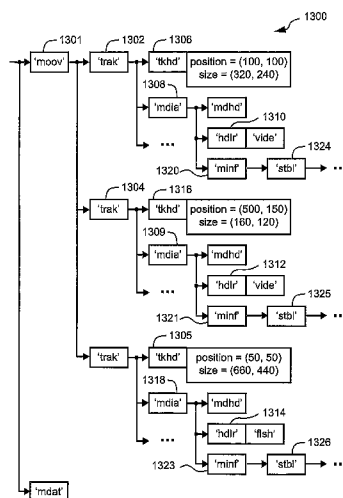 1300
1301 1302 1306
'moov' 'trak' 'tkhd' position = (100, 100)
size = (320, 240)
1308
'mdia' 'mdhd'
1310
... 'hdlr' 'vide' 1324
1320 'minf' 'stbl' ...
1304 1316
'trak' 'tkhd' position = (500, 150)
size = (160, 120)
1309
'mdia' 'mdhd'
1312
... 'hdlr' 'vide' 1325
1321 'minf' 'stbl' ...
1305
'trak' 'tkhd' position = (50, 50)
size = (660, 440)
1318
'mdia' 'mdhd'
1314
... 'hdlr' 'flsh' 1326
1323 'minf' 'stbl' ...
'mdat'